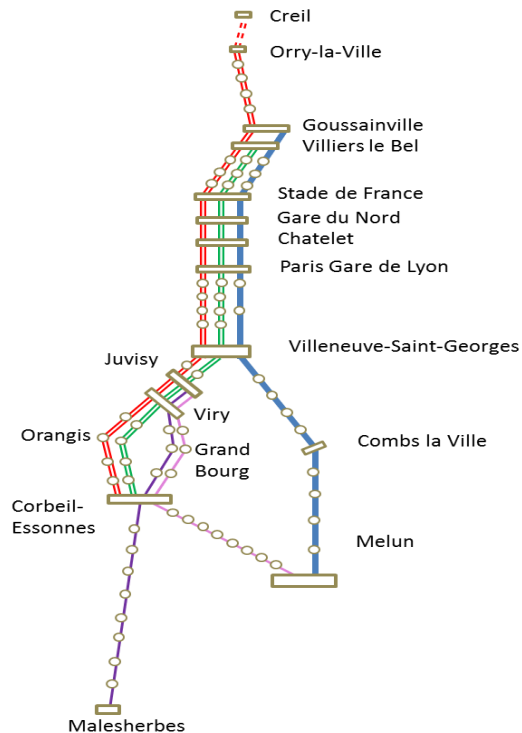 Creil
Orry-la-Ville
Goussainville
Villiers le Bel
Stade de France
Gare du Nord
Chatelet
Paris Gare de Lyon
Villeneuve-Saint-Georges
Juvisy
Viry
Orangis
Grand
Bourg
Combs la Ville
Corbeil-
Essonnes
Melun
Malesherbes